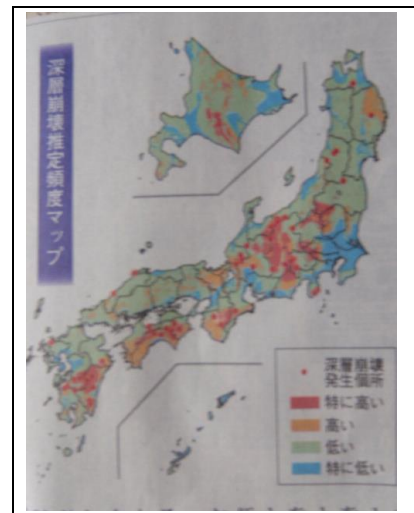 深層崩壊推定頻度マップ
深層崩壊
発生個所
特に高い
高い
低い
特に低い